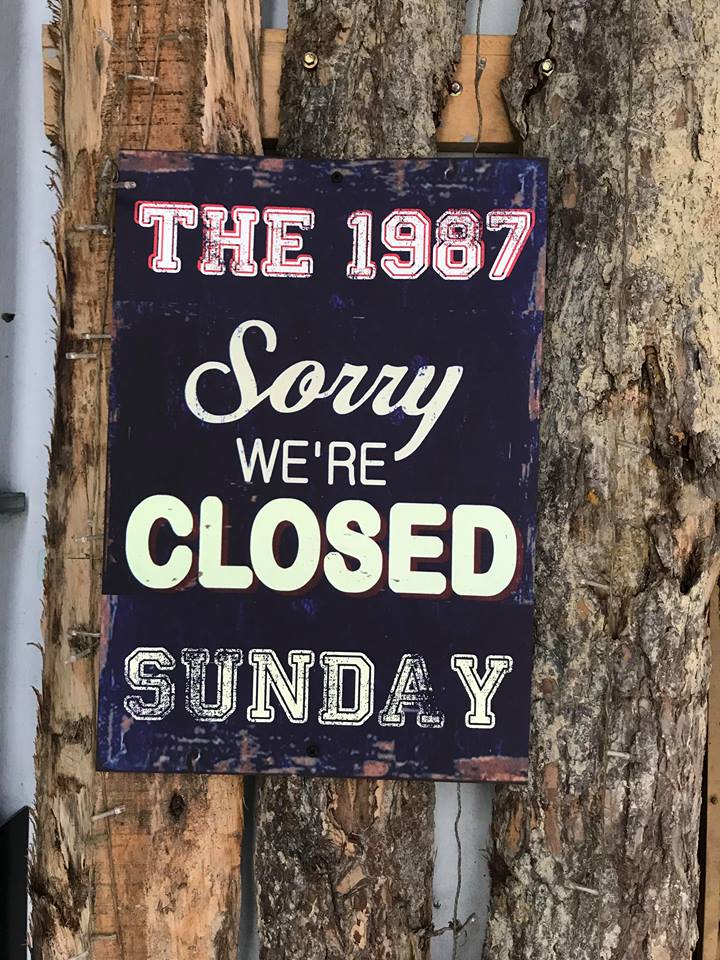 THE 1987
Sorry
WE'RE
CLOSED
SUNDAY